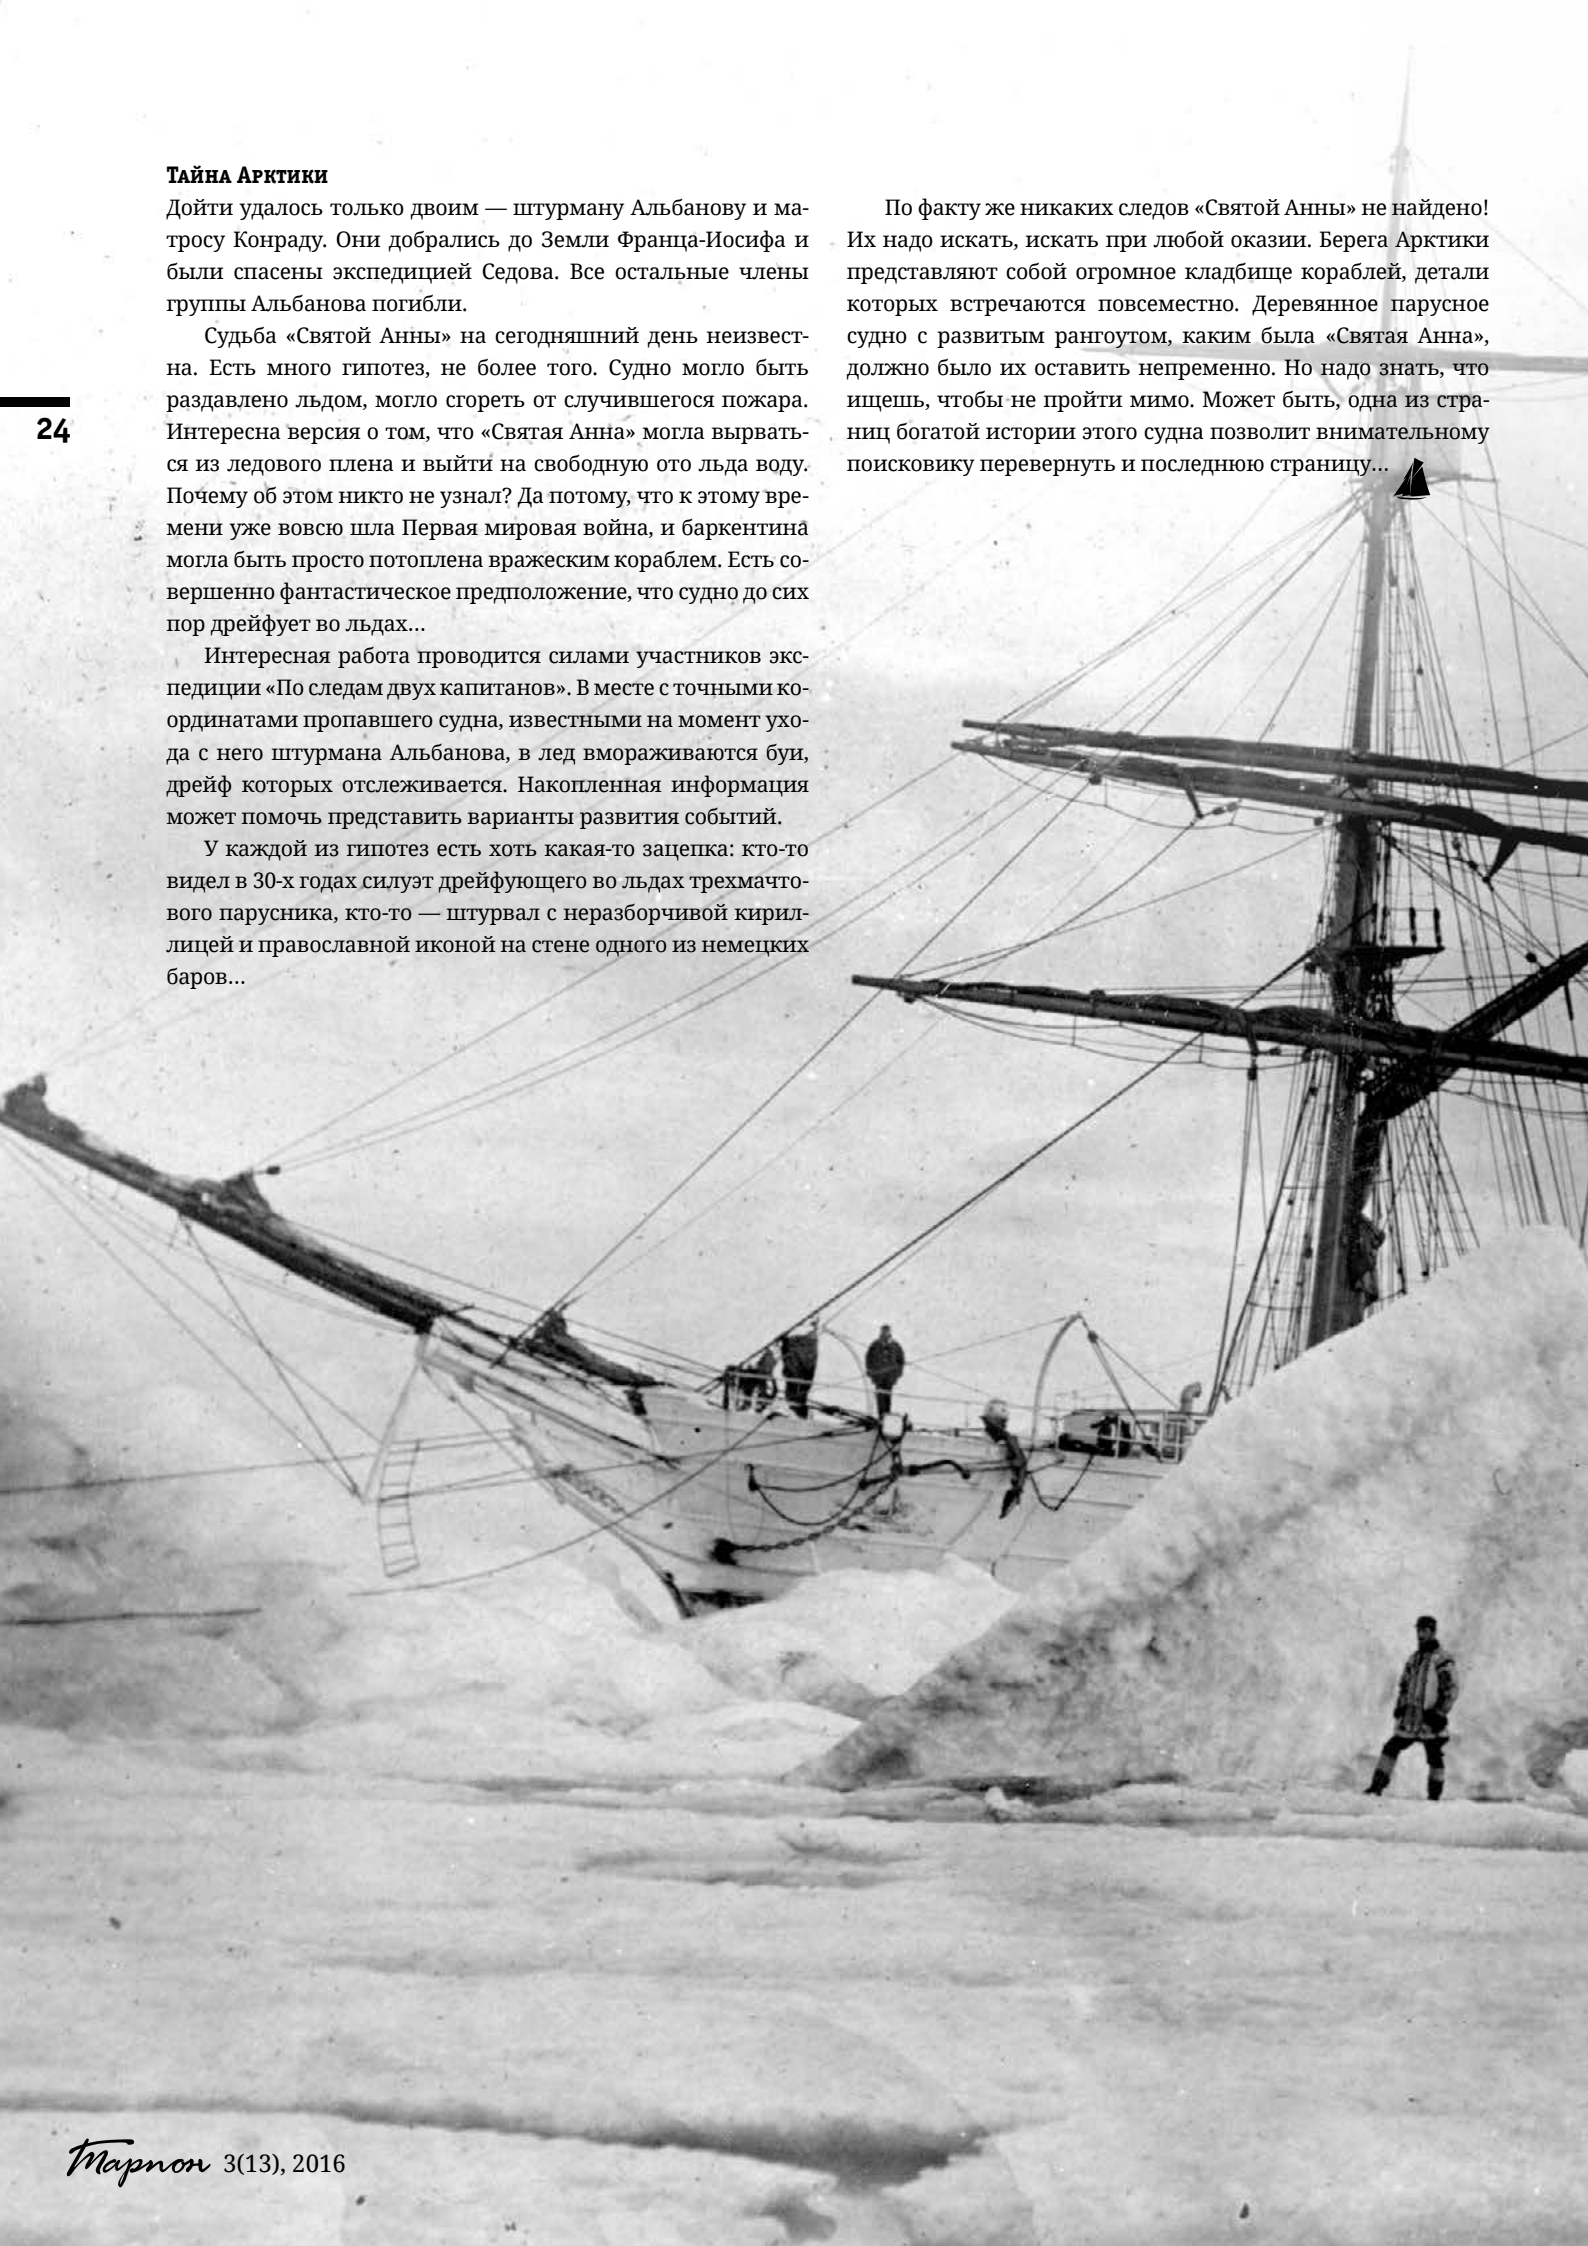 Тайна Арктики
Дойти удалось только двоим — штурману Альбанову и ма-
тросу Конраду. Они добрались до Земли Франца-Иосифа и
были спасены экспедицией Седова. Все остальные члены
группы Альбанова погибли.
Судьба «Святой Анны» на сегодняшний день неизвест-
на. Есть много гипотез, не более того. Судно могло быть
раздавлено льдом, могло сгореть от случившегося пожара.
Интересна версия о том, что «Святая Анна» могла вырвать-
ся из ледового плена и выйти на свободную ото льда воду.
Почему об этом никто не узнал? Да потому, что к этому вре-
мени уже вовсю шла Первая мировая война, и баркентина
могла быть просто потоплена вражеским кораблем. Есть со-
вершенно фантастическое предположение, что судно до сих
пор дрейфует во льдах…
Интересная работа проводится силами участников экс-
педиции «По следам двух капитанов». В месте с точными ко-
ординатами пропавшего судна, известными на момент ухо-
да с него штурмана Альбанова, в лед вмораживаются буи,
дрейф которых отслеживается. Накопленная информация
может помочь представить варианты развития событий.
У каждой из гипотез есть хоть какая-то зацепка: кто-то
видел в 30-х годах силуэт дрейфующего во льдах трехмачто-
вого парусника, кто-то — штурвал с неразборчивой кирил-
лицей и православной иконой на стене одного из немецких
баров…
По факту же никаких следов «Святой Анны» не найдено!
Их надо искать, искать при любой оказии. Берега Арктики
представляют собой огромное кладбище кораблей, детали
которых встречаются повсеместно. Деревянное парусное
судно с развитым рангоутом, каким была «Святая Анна»,
должно было их оставить непременно. Но надо знать, что
ищешь, чтобы не пройти мимо. Может быть, одна из стра-
ниц богатой истории этого судна позволит внимательному
поисковику перевернуть и последнюю страницу…
24
Тарпон 3(13), 2016